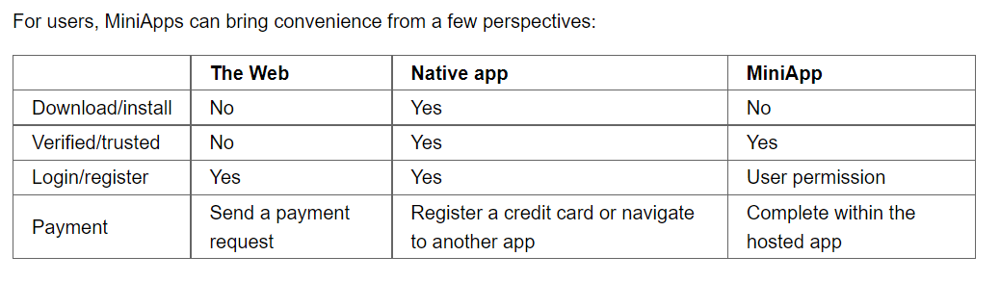 For users, MiniApps can bring convenience from a few perspectives:
The Web Native app MiniApp
Download/install No Yes No
Verified/trusted No Yes Yes
Login/register Yes Yes User permission
Payment Send a payment request Register a credit card or navigate to another app Complete within the hosted app